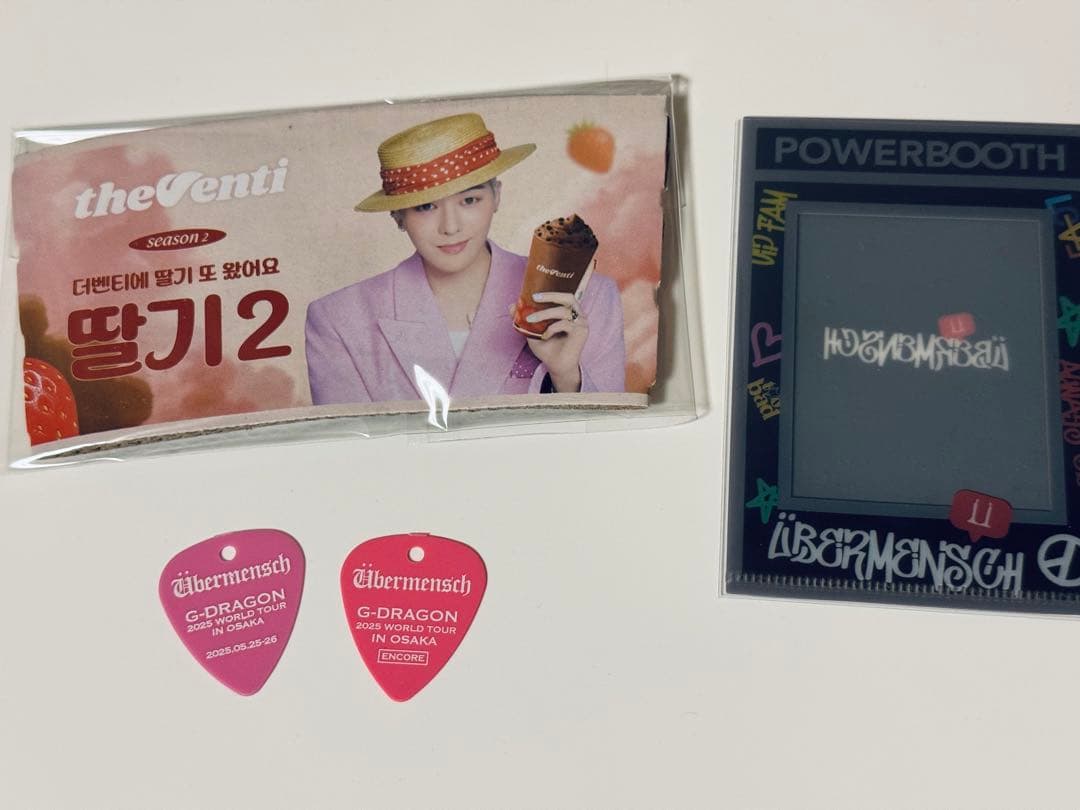 theventi
season 2
더벤티에 딸기 또 왔어요
딸기2
theventi
POWERBOOTH
VIP FAM
bad
ÜBERMENSCH
Ü
ÜBERMENSCH
Übermensch
G-DRAGON
2025 WORLD TOUR
IN OSAKA
2025.05.25-26
Übermensch
G-DRAGON
2025 WORLD TOUR
IN OSAKA
ENCORE